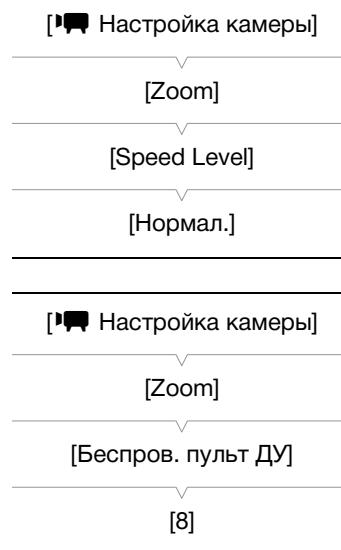 [ Настройка камеры]
[Zoom]
[Speed Level]
[Нормал.]
[ Настройка камеры]
[Zoom]
[Беспров. пульт ДУ]
[8]